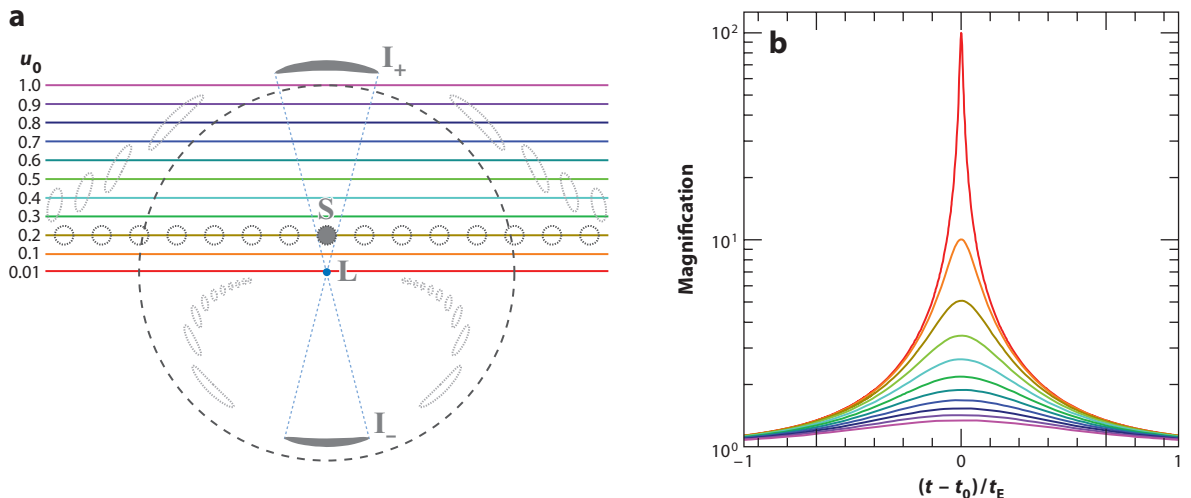 a
u₀
1.0
0.9
0.8
0.7
0.6
0.5
0.4
0.3
0.2
0.1
0.01
I₊
S
L
I₋
b
Magnification
10²
10¹
10⁰
−1
0
1
(t – t₀)/t_E